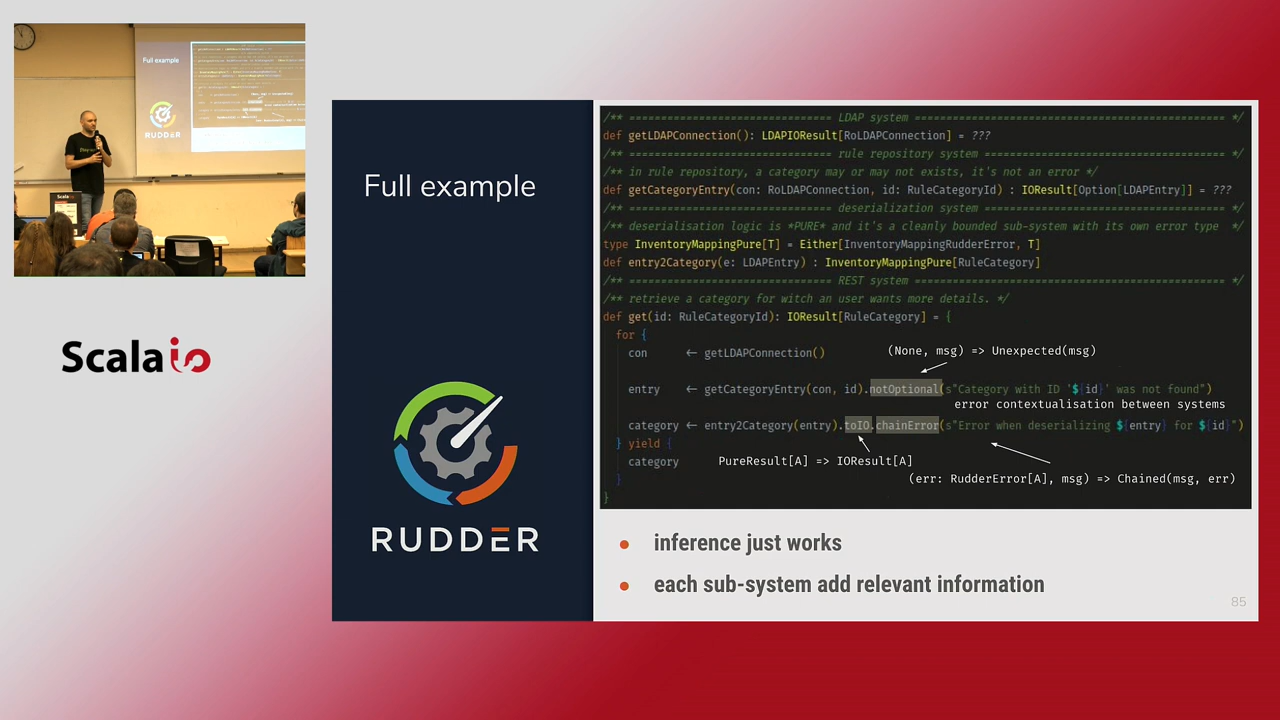 Full example
RUDDER
Scala
Scalaio
Full example
RUDDER
/** ================================ LDAP system ======================================== */
def getLDAPConnection(): LDAPIOResult[RoLDAPConnection] = ???
/** ================================ rule repository system ====================================== */
/** in rule repository, a category may or may not exists, it's not an error */
def getCategoryEntry(con: RoLDAPConnection, id: RuleCategoryId) : IOResult[Option[LDAPEntry]] = ???
/** ================================ deserialization system ====================================== */
/** deserialisation logic is *PURE* and it's a cleanly bounded sub-system with its own error type */
type InventoryMappingPure[T] = Either[InventoryMappingRudderError, T]
def entry2Category(e: LDAPEntry) : InventoryMappingPure[RuleCategory]
/** ================================ REST system ======================================== */
/** retrieve a category for witch an user wants more details. */
def get(id: RuleCategoryId): IOResult[RuleCategory] = {
for {
con ← getLDAPConnection()
(None, msg) => Unexpected(msg)
entry ← getCategoryEntry(con, id).notOptional(s"Category with ID '${id}' was not found")
error contextualisation between systems
category ← entry2Category(entry).toIO.chainError(s"Error when deserializing ${entry} for ${id}")
} yield {
category
PureResult[A] => IOResult[A]
(err: RudderError[A], msg) => Chained(msg, err)
}
}
• inference just works
• each sub-system add relevant information
85